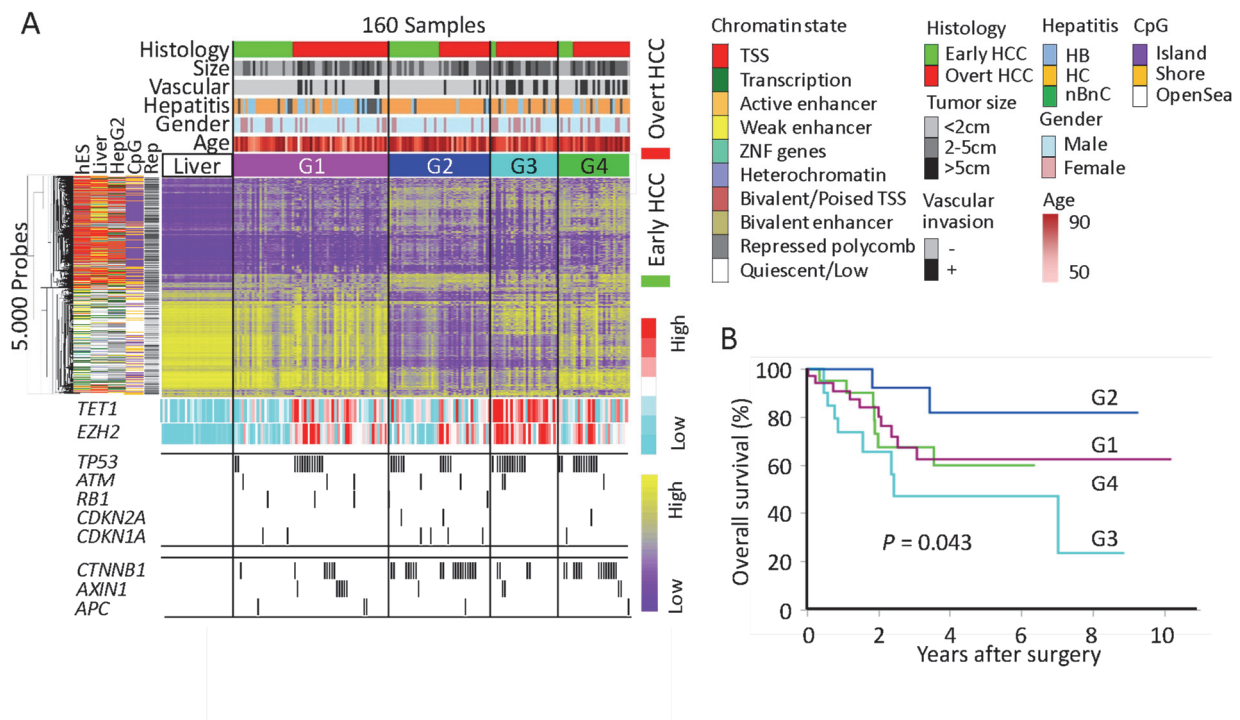 A
160 Samples
Histology
Size
Vascular
Hepatitis
Gender
Age
hES
Liver
HepG2
CpG
Rep
Liver
G1
G2
G3
G4
5.000 Probes
Early HCC
Overt HCC
Low
High
Low
High
TET1
EZH2
TP53
ATM
RB1
CDKN2A
CDKN1A
CTNNB1
AXIN1
APC
Chromatin state
TSS
Transcription
Active enhancer
Weak enhancer
ZNF genes
Heterochromatin
Bivalent/Poised TSS
Bivalent enhancer
Repressed polycomb
Quiescent/Low
Histology
Early HCC
Overt HCC
Tumor size
<2cm
2-5cm
>5cm
Vascular
invasion
-
+
Hepatitis
HB
HC
nBnC
Gender
Male
Female
Age
90
50
CpG
Island
Shore
OpenSea
B
Overall survival (%)
100
80
60
40
20
0
G2
G1
G4
G3
P = 0.043
0
2
4
6
8
10
Years after surgery